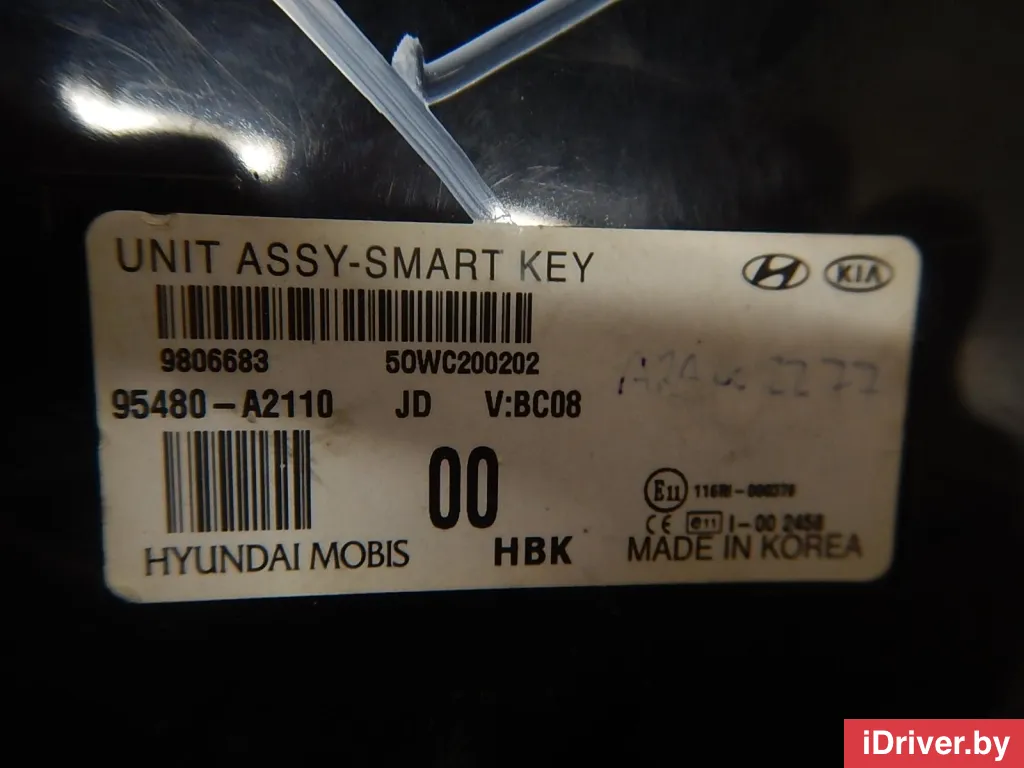 UNIT ASSY-SMART KEY
KIA
9806683 50WC200202
95480-A2110 JD V:BC08
00
E11
CE e11 I-00 2458
HYUNDAI MOBIS HBK MADE IN KOREA
iDriver.by